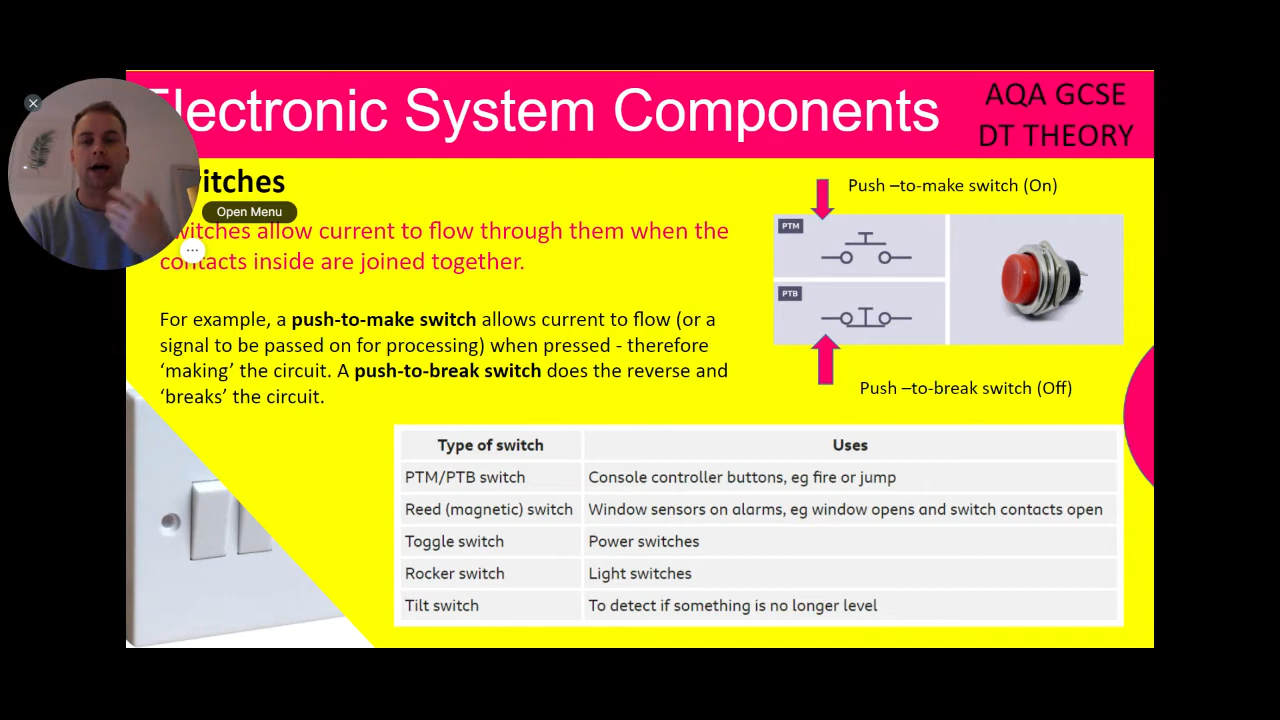 Electronic System Components
AQA GCSE
DT THEORY
Open Menu
allow current to flow through them when the
contacts inside are joined together.
For example, a push-to-make switch allows current to flow (or a
signal to be passed on for processing) when pressed - therefore
‘making’ the circuit. A push-to-break switch does the reverse and
‘breaks’ the circuit.
Push –to-make switch (On)
PTM
PTB
Push –to-break switch (Off)
Type of switch Uses
PTM/PTB switch Console controller buttons, eg fire or jump
Reed (magnetic) switch Window sensors on alarms, eg window opens and switch contacts open
Toggle switch Power switches
Rocker switch Light switches
Tilt switch To detect if something is no longer level